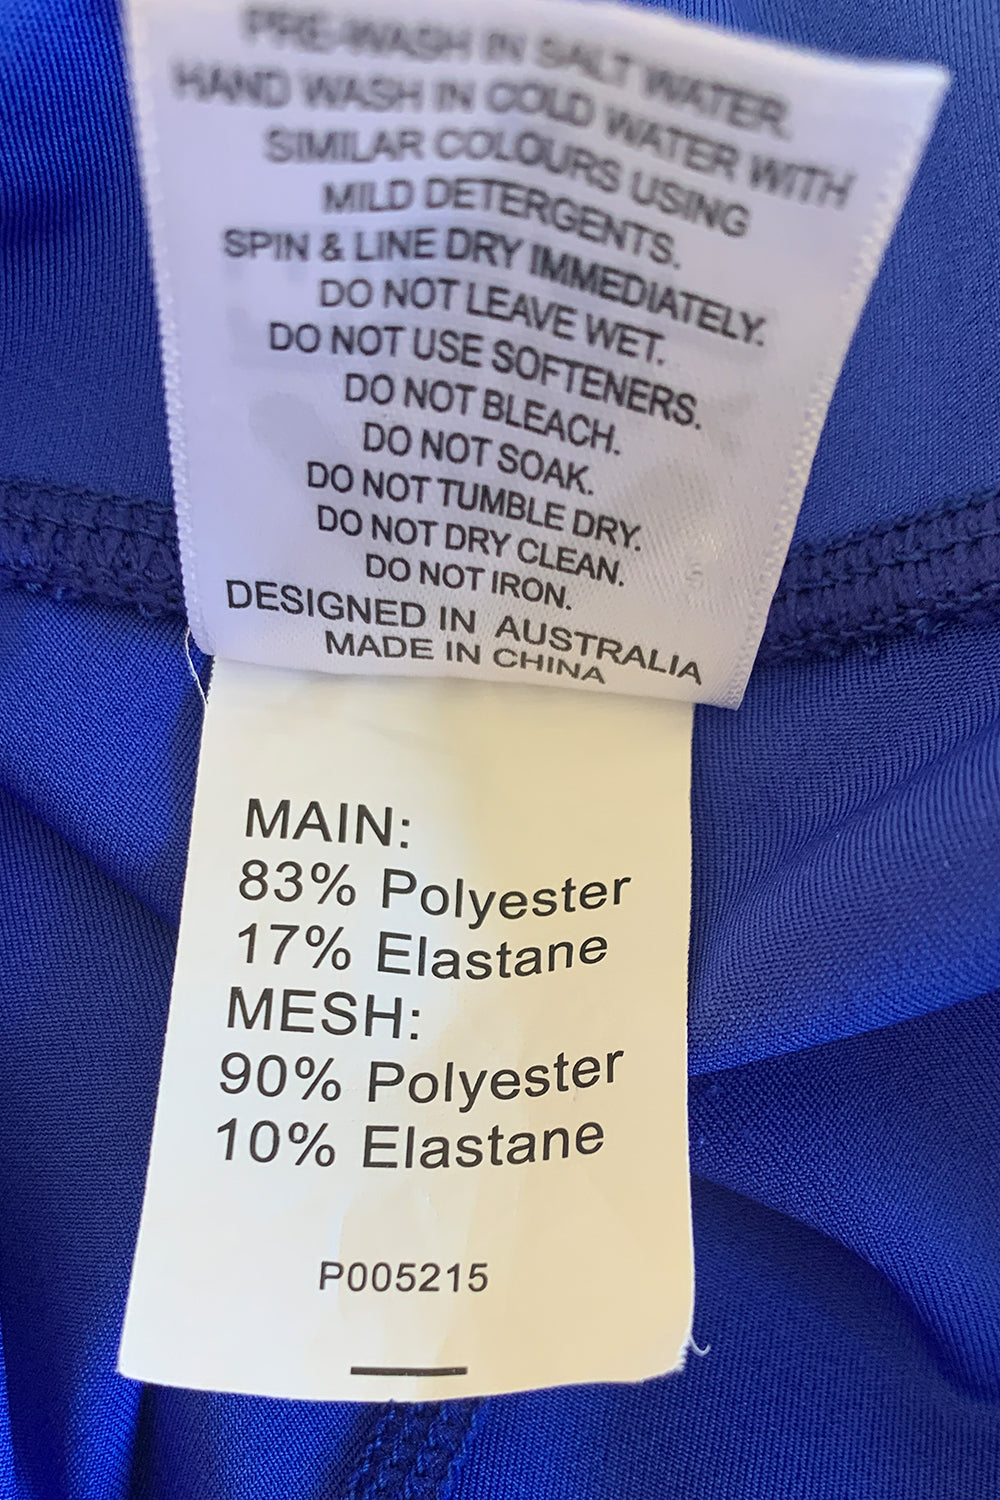 PRE-WASH IN SALT WATER.
HAND WASH IN COLD WATER WITH
SIMILAR COLOURS USING
MILD DETERGENTS.
SPIN & LINE DRY IMMEDIATELY.
DO NOT LEAVE WET.
DO NOT USE SOFTENERS.
DO NOT BLEACH.
DO NOT SOAK.
DO NOT TUMBLE DRY.
DO NOT DRY CLEAN.
DO NOT IRON.
DESIGNED IN AUSTRALIA
MADE IN CHINA
MAIN:
83% Polyester
17% Elastane
MESH:
90% Polyester
10% Elastane
P005215